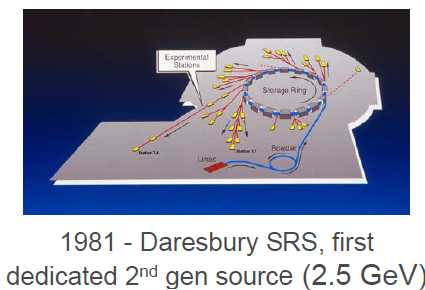 Experimental
Stations
Storage Ring
Booster
Linac
1981 - Daresbury SRS, first
dedicated 2nd gen source (2.5 GeV)